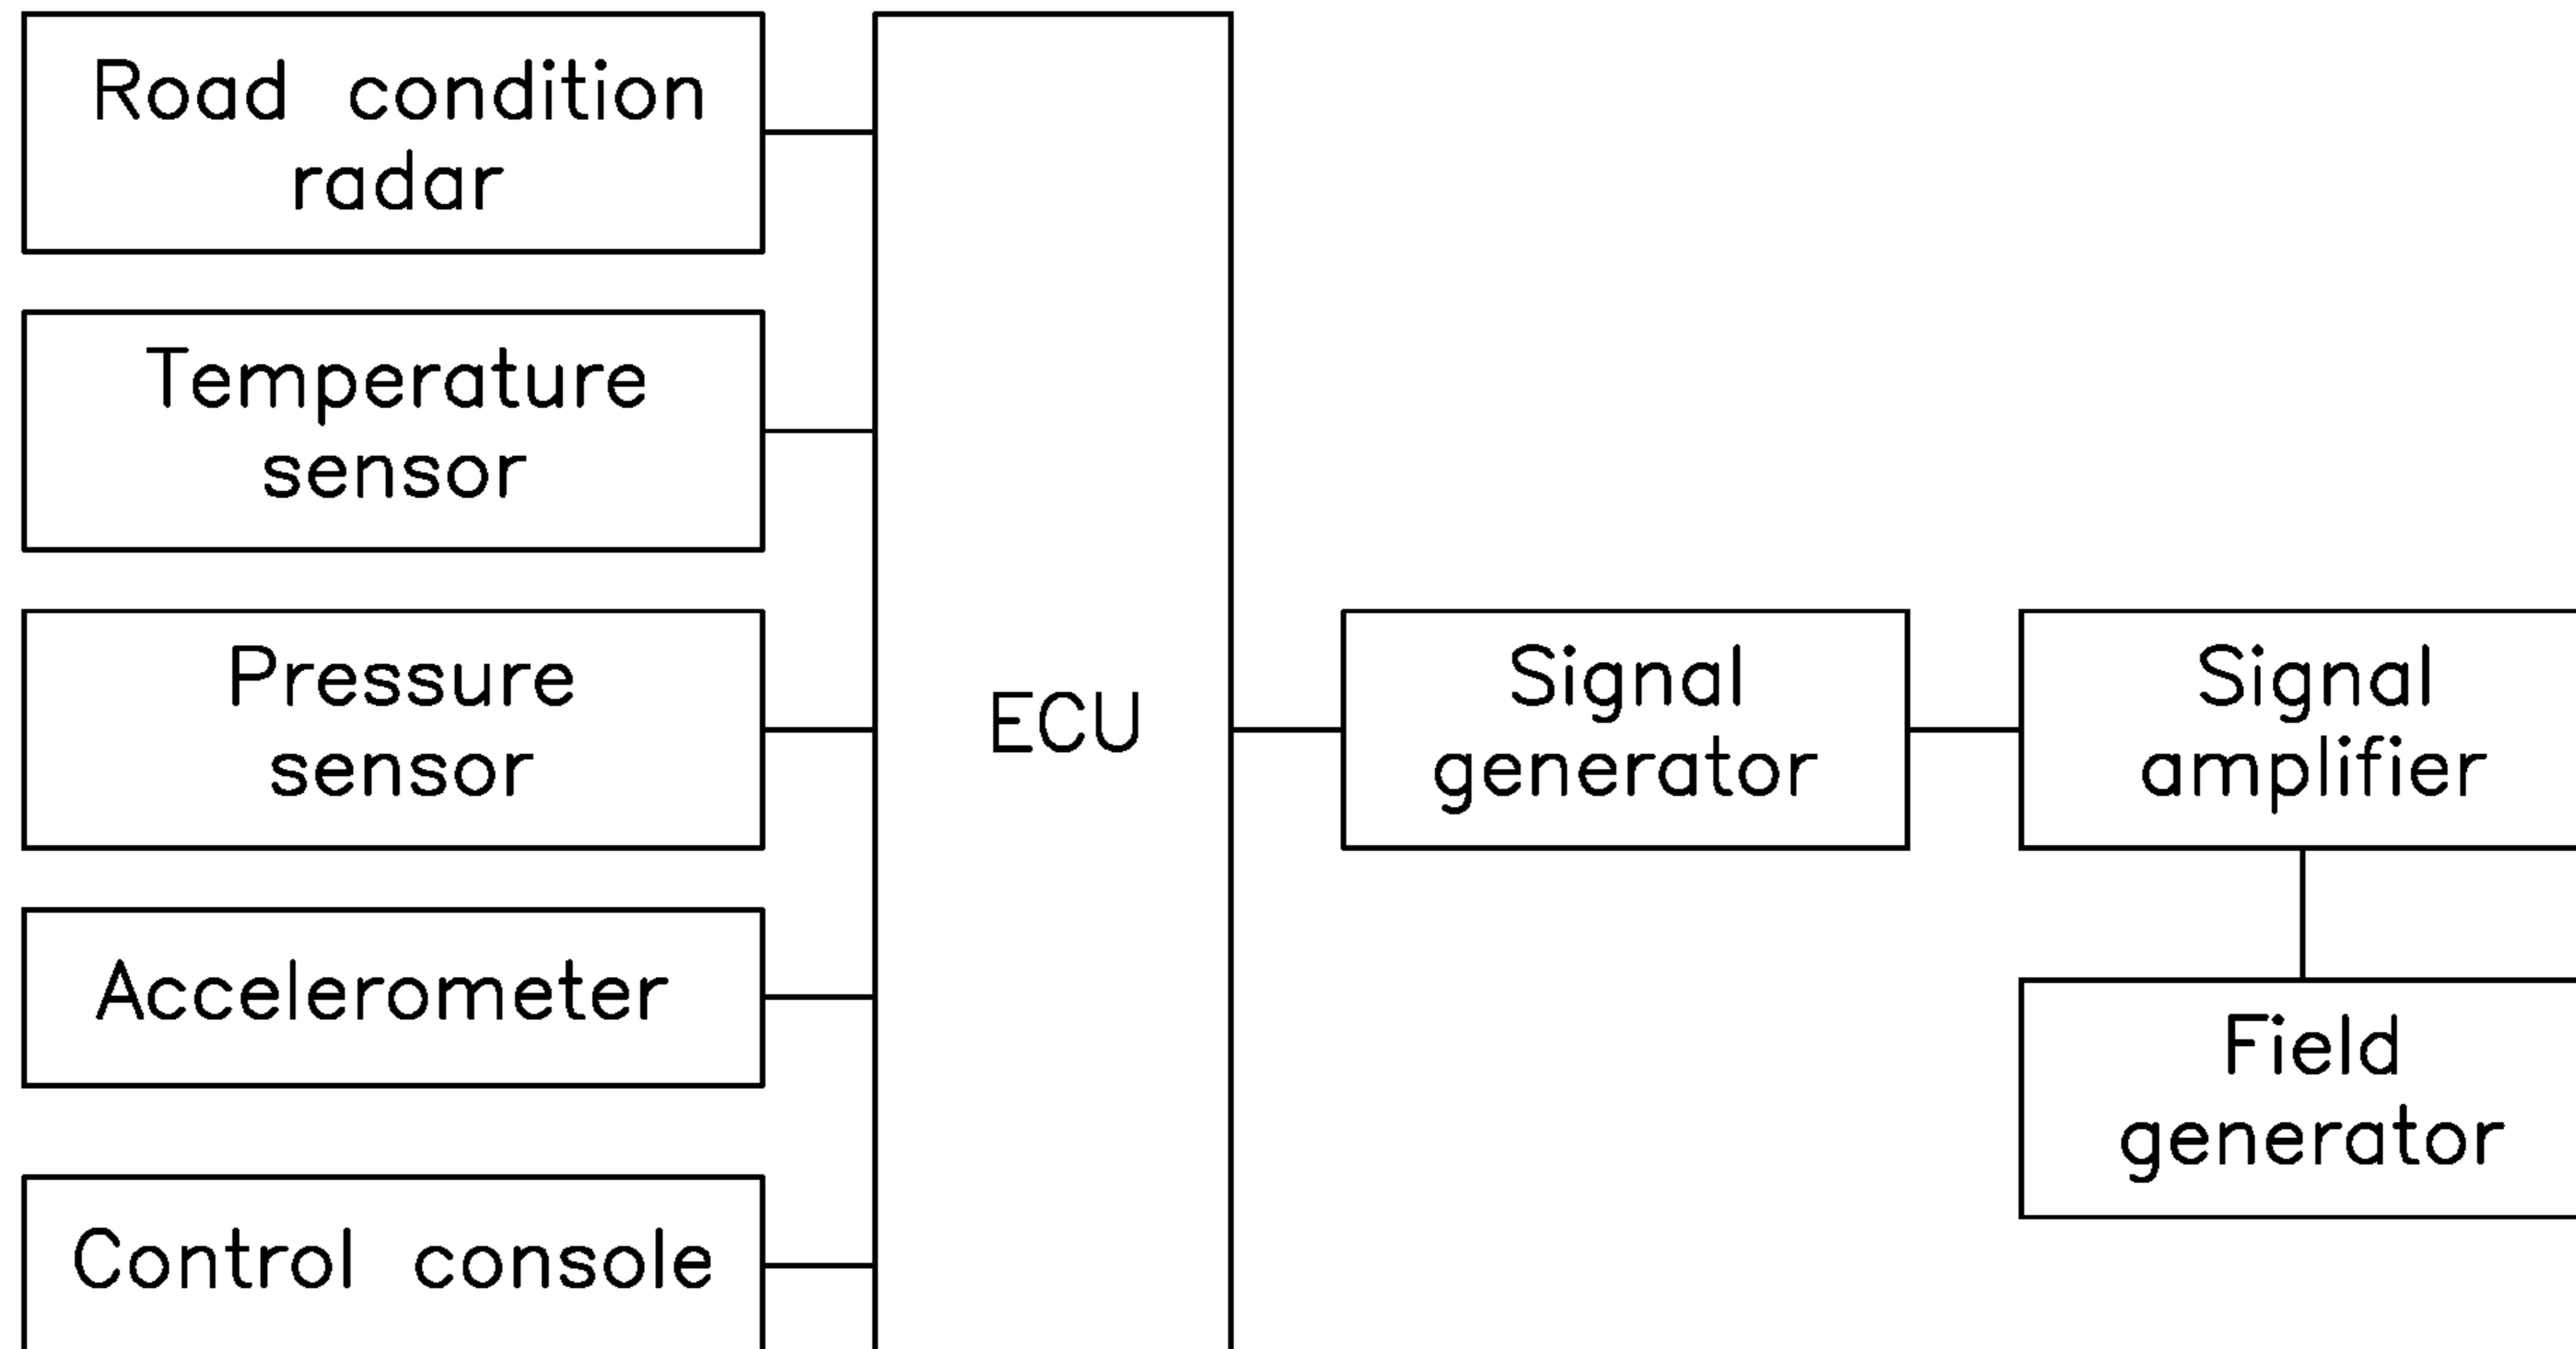 Road condition
radar
Temperature
sensor
Pressure
sensor
Accelerometer
Control console
ECU
Signal
generator
Signal
amplifier
Field
generator